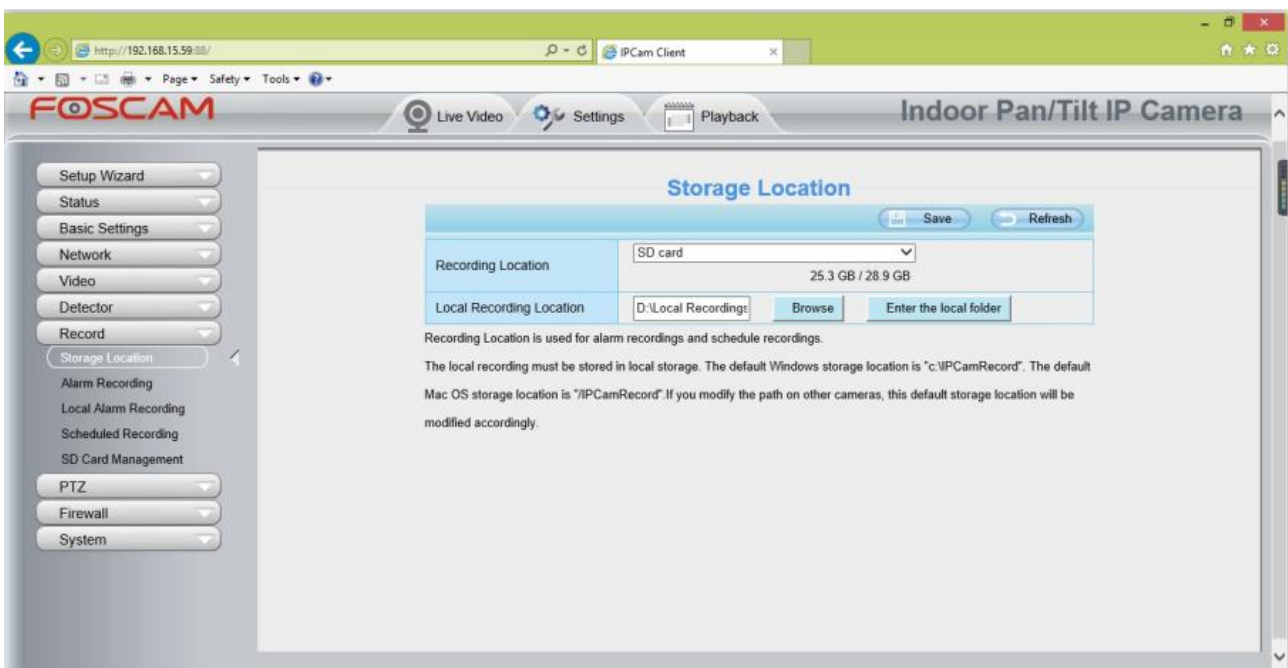 http://192.168.15.59:88/
IPCam Client
Page Safety Tools
FOSCAM
Live Video
Settings
Playback
Indoor Pan/Tilt IP Camera
Setup Wizard
Status
Basic Settings
Network
Video
Detector
Record
Storage Location
Alarm Recording
Local Alarm Recording
Scheduled Recording
SD Card Management
PTZ
Firewall
System
Storage Location
Save
Refresh
Recording Location
SD card
25.3 GB / 28.9 GB
Local Recording Location
D:\Local Recordings
Browse
Enter the local folder
Recording Location is used for alarm recordings and schedule recordings.
The local recording must be stored in local storage. The default Windows storage location is "c:\IPCamRecord". The default
Mac OS storage location is "/IPCamRecord".If you modify the path on other cameras, this default storage location will be
modified accordingly.